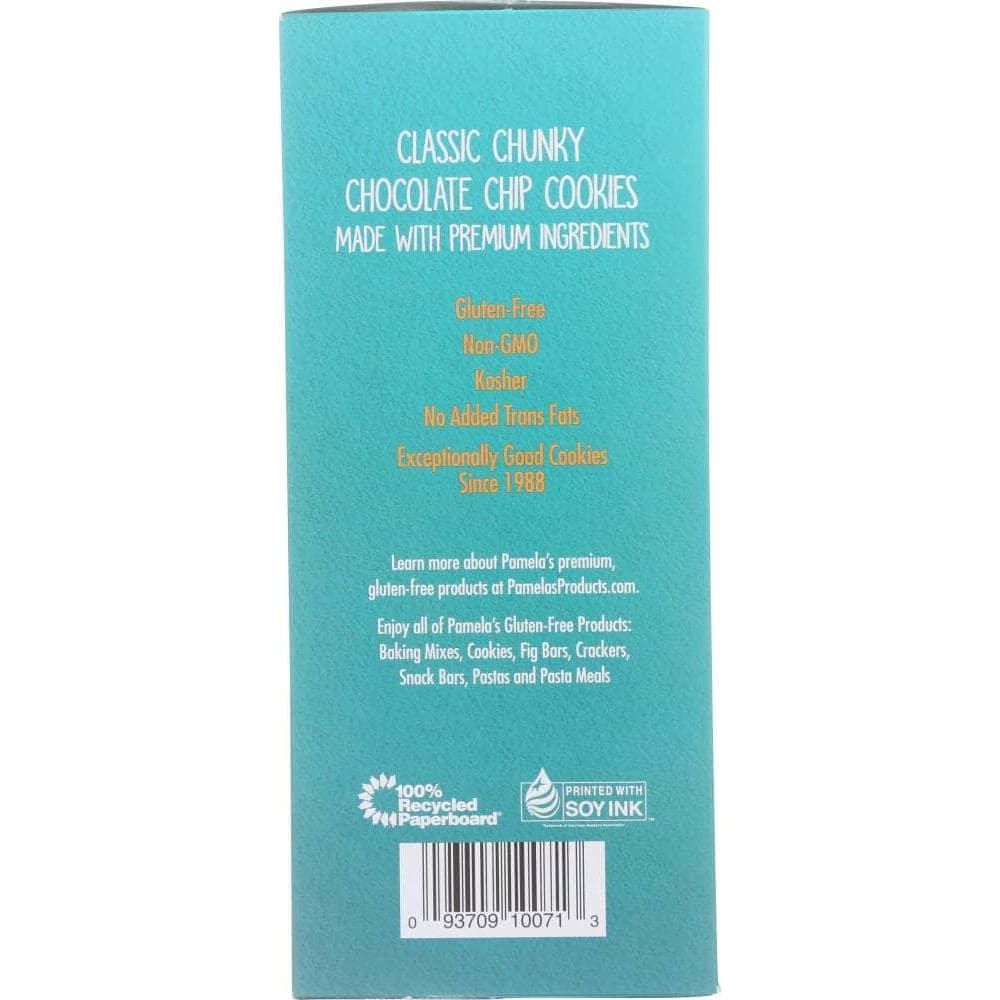 CLASSIC CHUNKY
CHOCOLATE CHIP COOKIES
MADE WITH PREMIUM INGREDIENTS
Gluten-Free
Non-GMO
Kosher
No Added Trans Fats
Exceptionally Good Cookies
Since 1988
Learn more about Pamela's premium,
gluten-free products at PamelasProducts.com.
Enjoy all of Pamela's Gluten-Free Products:
Baking Mixes, Cookies, Fig Bars, Crackers,
Snack Bars, Pastas and Pasta Meals
100%
Recycled
Paperboard®
PRINTED WITH
SOY INK™
0 93709 10071 3